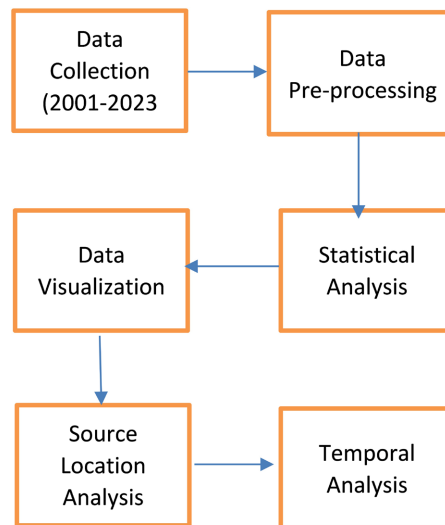 Data
Collection
(2001-2023
Data
Pre-processing
Statistical
Analysis
Data
Visualization
Source
Location
Analysis
Temporal
Analysis